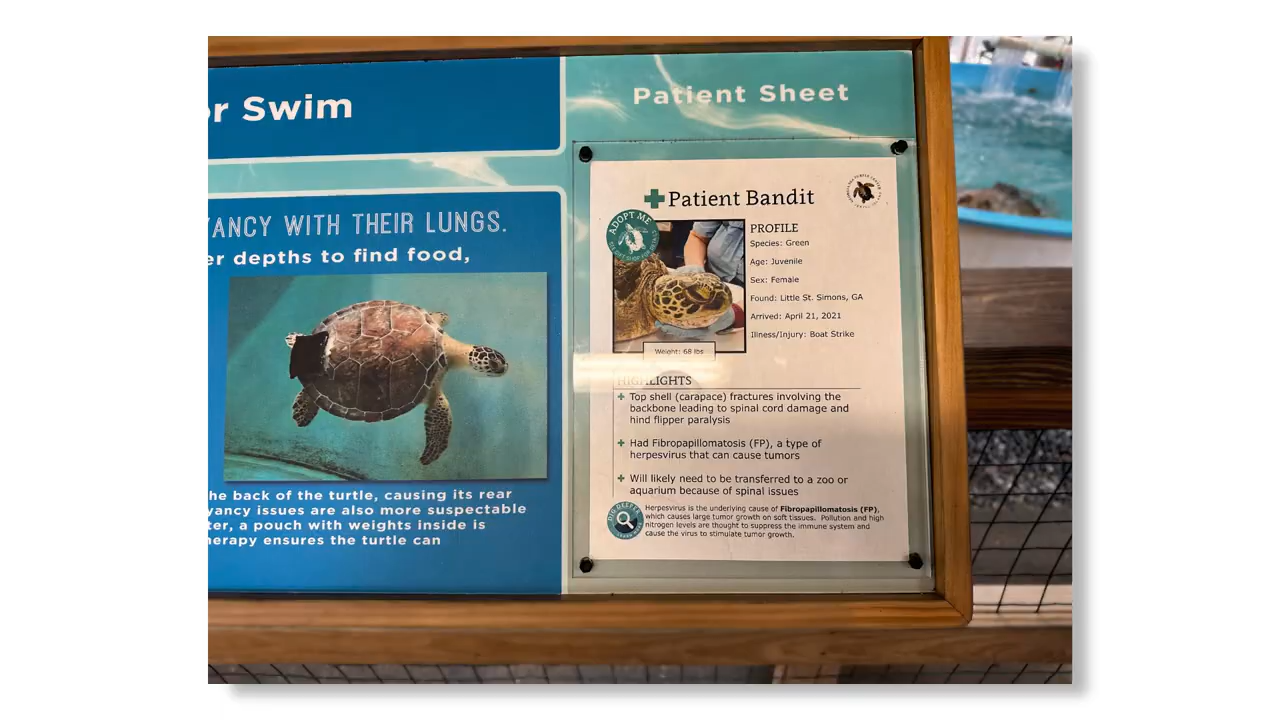 or Swim
YANCY WITH THEIR LUNGS.
er depths to find food,
he back of the turtle, causing its rear
yancy issues are also more suspectable
ter, a pouch with weights inside is
herapy ensures the turtle can
Patient Sheet
Patient Bandit
ADOPT ME
PROFILE
Species: Green
Age: Juvenile
Sex: Female
Found: Little St. Simons, GA
Arrived: April 21, 2021
Illness/Injury: Boat Strike
Weight: 68 lbs
HIGHLIGHTS
Top shell (carapace) fractures involving the
backbone leading to spinal cord damage and
hind flipper paralysis
Had Fibropapillomatosis (FP), a type of
herpesvirus that can cause tumors
Will likely need to be transferred to a zoo or
aquarium because of spinal issues
DIG DEEPER
Herpesvirus is the underlying cause of Fibropapillomatosis (FP),
which causes large tumor growth on soft tissues. Pollution and high
nitrogen levels are thought to suppress the immune system and
cause the virus to stimulate tumor growth.